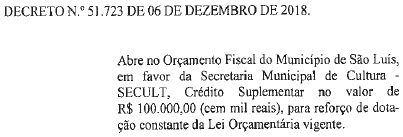 DECRETO N.º 51.723 DE 06 DE DEZEMBRO DE 2018.
Abre no Orçamento Fiscal do Município de São Luís,
em favor da Secretaria Municipal de Cultura -
SECULT, Crédito Suplementar no valor de
R$ 100.000,00 (cem mil reais), para reforço de dota-
ção constante da Lei Orçamentária vigente.